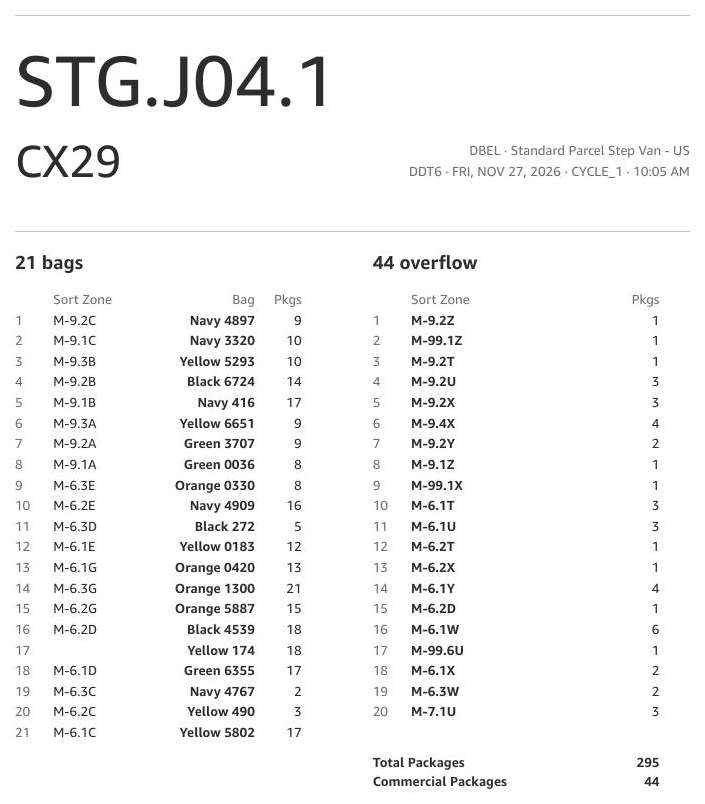 STG.J04.1
CX29
DBEL · Standard Parcel Step Van - US
DDT6 · FRI, NOV 27, 2026 · CYCLE_1 · 10:05 AM
21 bags
Sort Zone Bag Pkgs
1 M-9.2C Navy 4897 9
2 M-9.1C Navy 3320 10
3 M-9.3B Yellow 5293 10
4 M-9.2B Black 6724 14
5 M-9.1B Navy 416 17
6 M-9.3A Yellow 6651 9
7 M-9.2A Green 3707 9
8 M-9.1A Green 0036 8
9 M-6.3E Orange 0330 8
10 M-6.2E Navy 4909 16
11 M-6.3D Black 272 5
12 M-6.1E Yellow 0183 12
13 M-6.1G Orange 0420 13
14 M-6.3G Orange 1300 21
15 M-6.2G Orange 5887 15
16 M-6.2D Black 4539 18
17 Yellow 174 18
18 M-6.1D Green 6355 17
19 M-6.3C Navy 4767 2
20 M-6.2C Yellow 490 3
21 M-6.1C Yellow 5802 17
44 overflow
Sort Zone Pkgs
1 M-9.2Z 1
2 M-99.1Z 1
3 M-9.2T 1
4 M-9.2U 3
5 M-9.2X 3
6 M-9.4X 4
7 M-9.2Y 2
8 M-9.1Z 1
9 M-99.1X 1
10 M-6.1T 3
11 M-6.1U 3
12 M-6.2T 1
13 M-6.2X 1
14 M-6.1Y 4
15 M-6.2D 1
16 M-6.1W 6
17 M-99.6U 1
18 M-6.1X 2
19 M-6.3W 2
20 M-7.1U 3
Total Packages 295
Commercial Packages 44